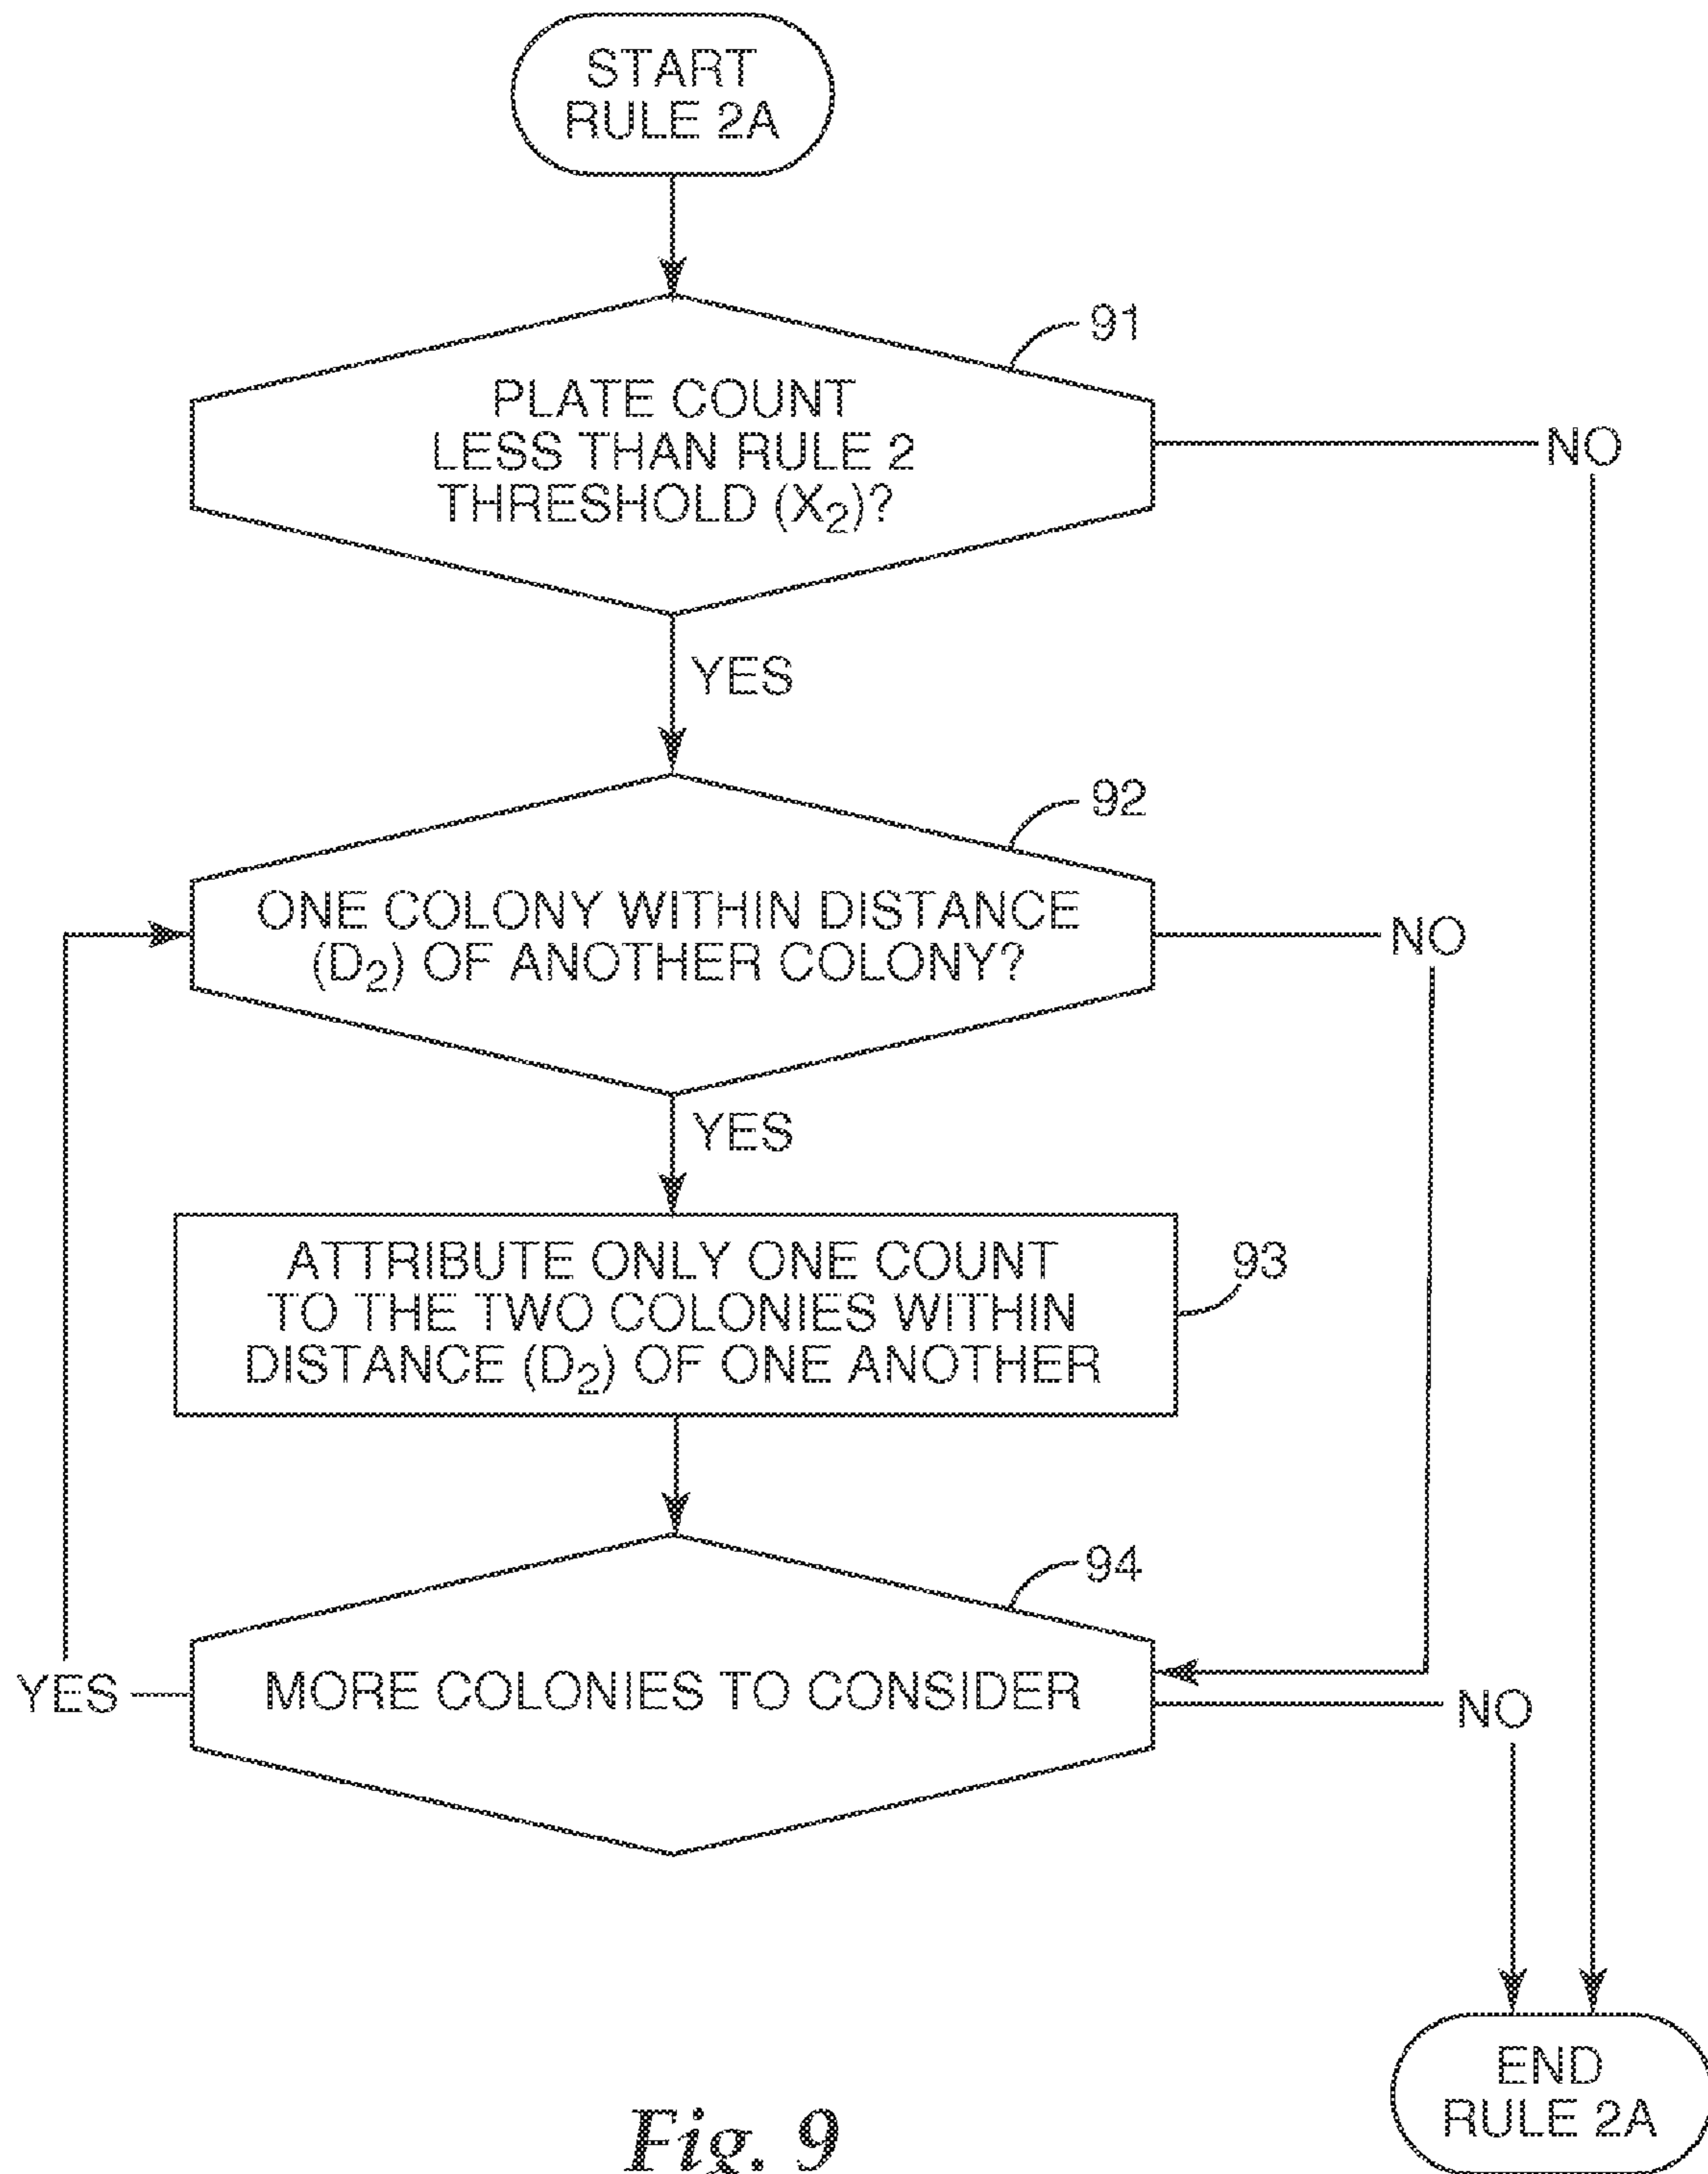 START
RULE 2A
91
PLATE COUNT
LESS THAN RULE 2
THRESHOLD (X₂)?
NO
YES
92
ONE COLONY WITHIN DISTANCE
(D₂) OF ANOTHER COLONY?
NO
YES
ATTRIBUTE ONLY ONE COUNT
TO THE TWO COLONIES WITHIN
DISTANCE (D₂) OF ONE ANOTHER
93
94
YES
MORE COLONIES TO CONSIDER
NO
END
RULE 2A
Fig. 9